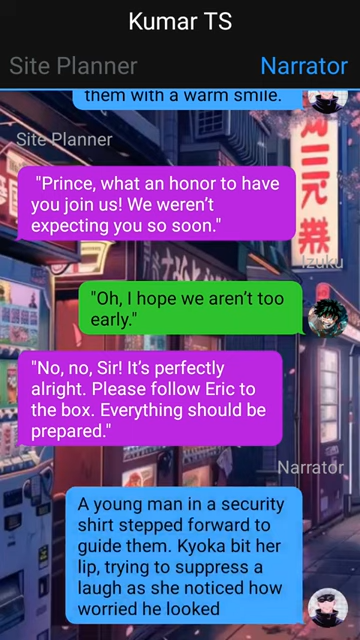 Kumar TS
Site Planner
Narrator
them with a warm smile.
Site Planner
"Prince, what an honor to have
you join us! We weren't
expecting you so soon."
Izuku
"Oh, I hope we aren't too
early."
"No, no, Sir! It's perfectly
alright. Please follow Eric to
the box. Everything should be
prepared."
Narrator
A young man in a security
shirt stepped forward to
guide them. Kyoka bit her
lip, trying to suppress a
laugh as she noticed how
worried he looked